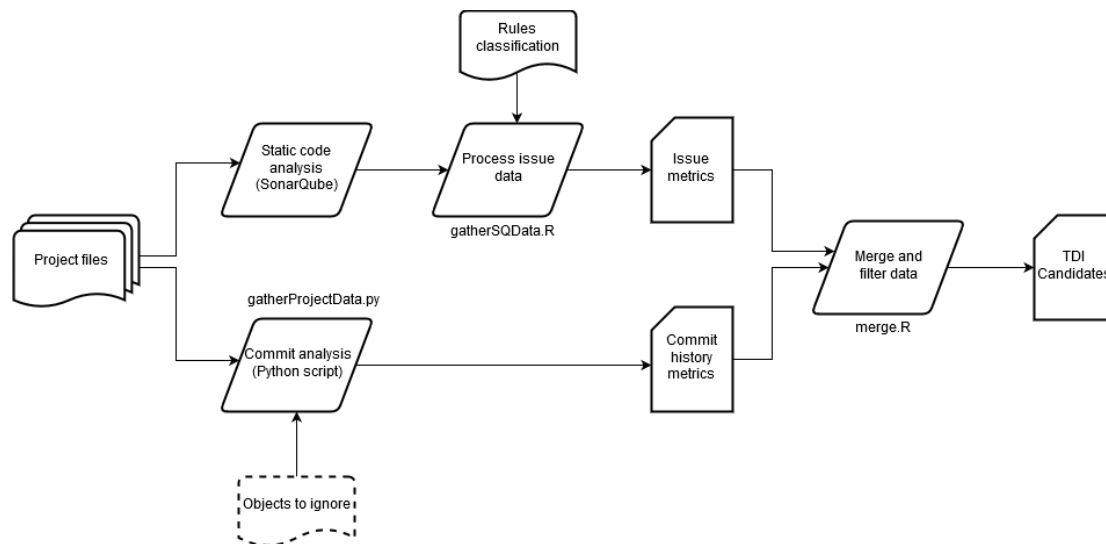 Rules
classification
Static code
analysis
(SonarQube)
Process issue
data
gatherSQData.R
Issue
metrics
Project files
Merge and
filter data
merge.R
TDI
Candidates
gatherProjectData.py
Commit analysis
(Python script)
Commit
history
metrics
Objects to ignore